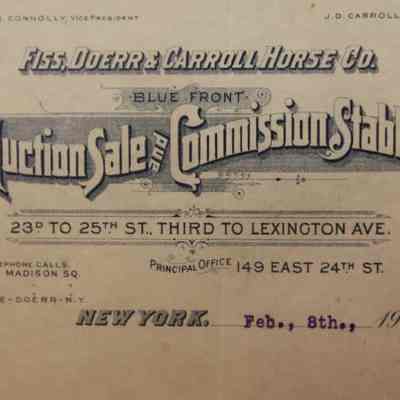 CONNOLLY, VICE PRESIDENT
J.D. CARROLL
FISS, DOERR & CARROLL HORSE CO.
BLUE FRONT
Auction Sale and Commission Stabl
23D TO 25TH ST., THIRD TO LEXINGTON AVE.
EPHONE CALLS.
MADISON SQ.
PRINCIPAL OFFICE 149 EAST 24TH ST.
E-DOERR-N.Y.
NEW YORK. Feb., 8th., 19